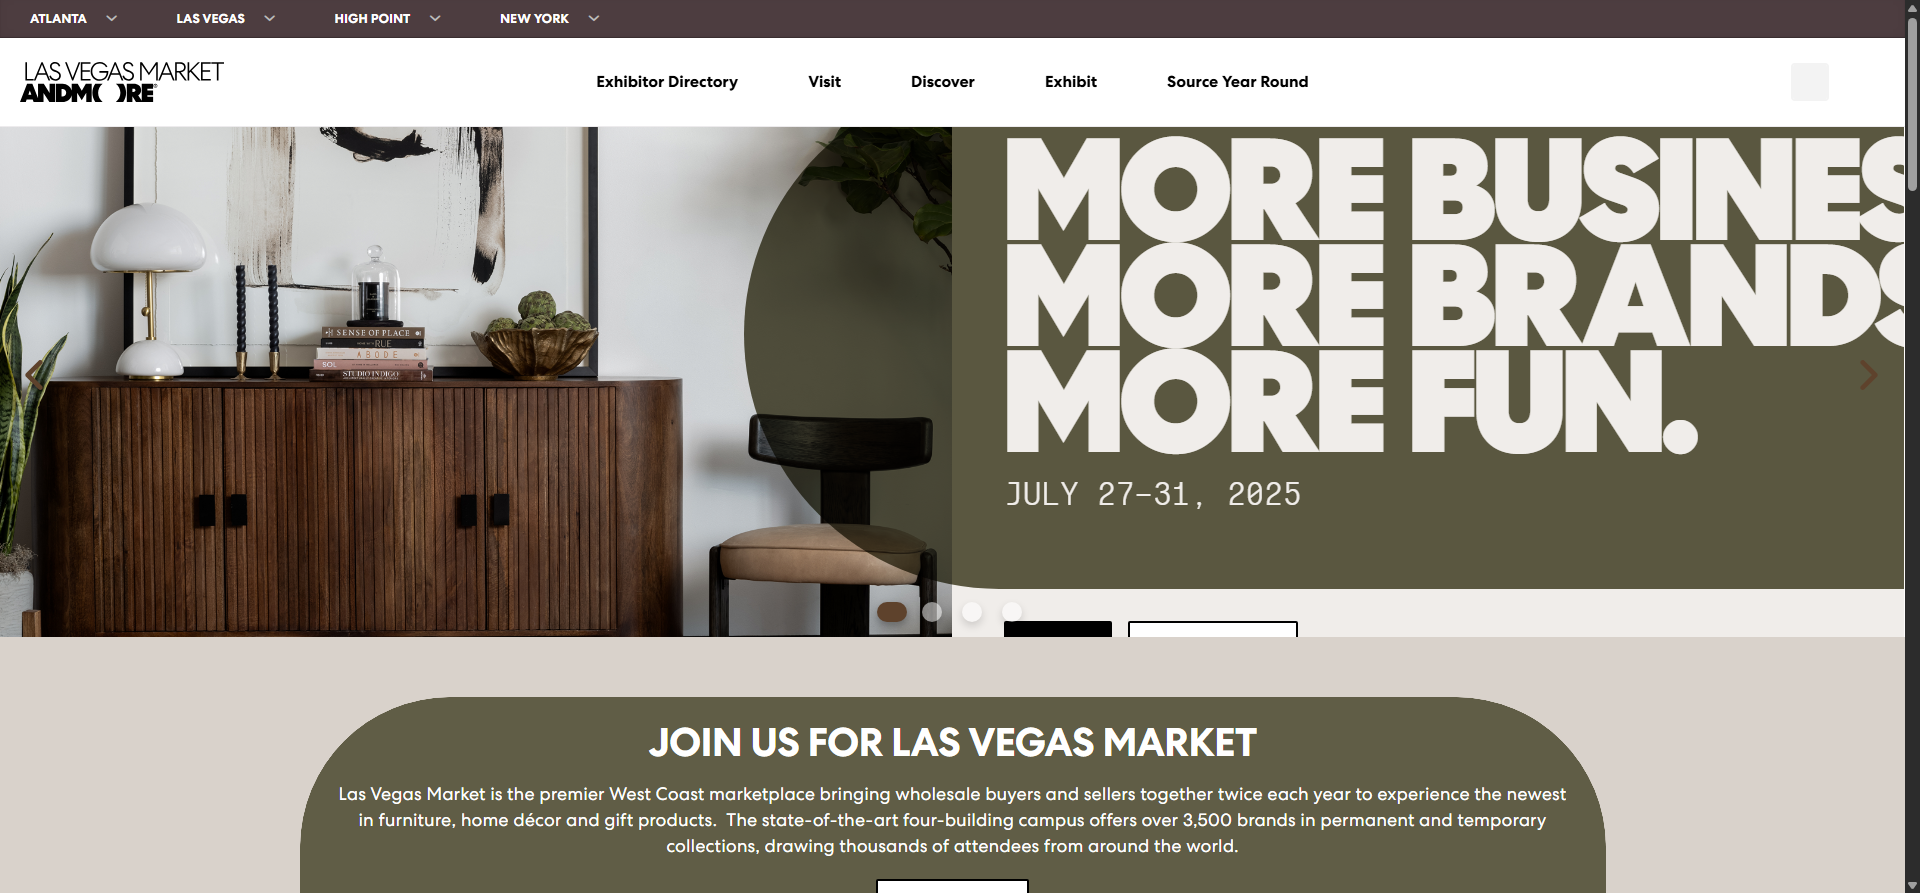 ATLANTA
LAS VEGAS
HIGH POINT
NEW YORK
LAS VEGAS MARKET
ANDMORE
Exhibitor Directory
Visit
Discover
Exhibit
Source Year Round
MORE BUSINES
MORE BRANDS
MORE FUN.
JULY 27-31, 2025
SENSE OF PLACE
RUE
ABODE
SOL
STUDIO INDIGO
JOIN US FOR LAS VEGAS MARKET
Las Vegas Market is the premier West Coast marketplace bringing wholesale buyers and sellers together twice each year to experience the newest
in furniture, home décor and gift products. The state-of-the-art four-building campus offers over 3,500 brands in permanent and temporary
collections, drawing thousands of attendees from around the world.